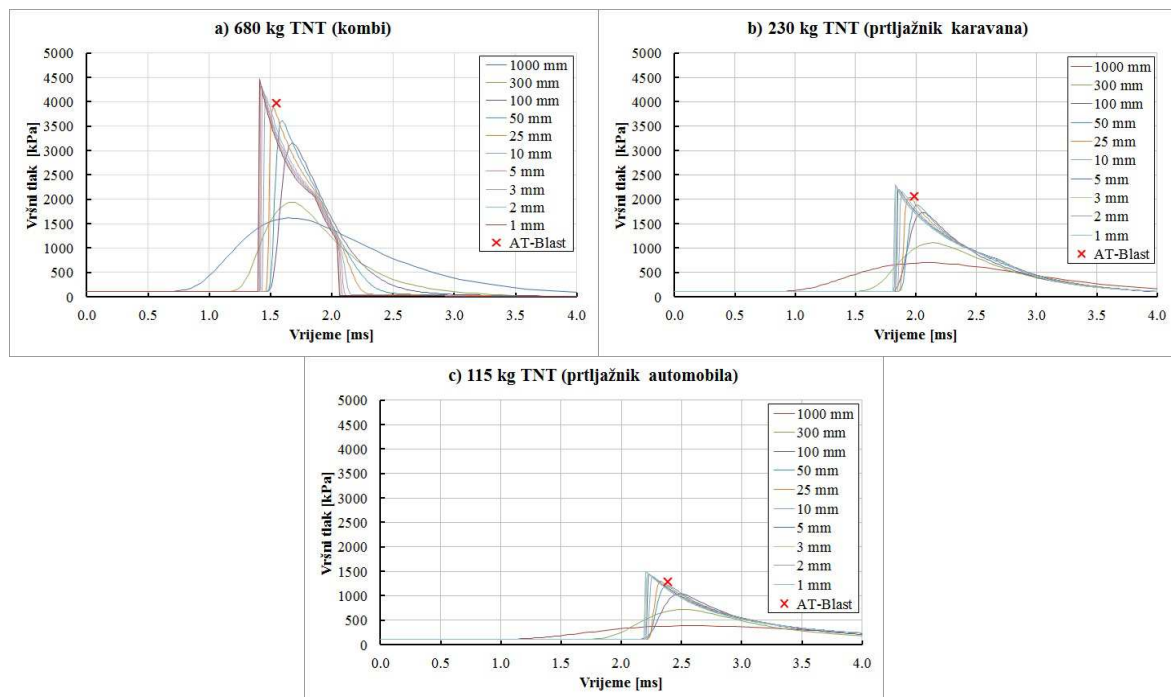 a) 680 kg TNT (kombi)
5000
4500
4000
3500
3000
2500
2000
1500
1000
500
0
Vršni tlak [kPa]
0.0 0.5 1.0 1.5 2.0 2.5 3.0 3.5 4.0
Vrijeme [ms]
1000 mm
300 mm
100 mm
50 mm
25 mm
10 mm
5 mm
3 mm
2 mm
1 mm
AT-Blast
b) 230 kg TNT (prtljažnik karavana)
5000
4500
4000
3500
3000
2500
2000
1500
1000
500
0
Vršni tlak [kPa]
0.0 0.5 1.0 1.5 2.0 2.5 3.0 3.5 4.0
Vrijeme [ms]
1000 mm
300 mm
100 mm
50 mm
25 mm
10 mm
5 mm
3 mm
2 mm
1 mm
AT-Blast
c) 115 kg TNT (prtljažnik automobila)
5000
4500
4000
3500
3000
2500
2000
1500
1000
500
0
Vršni tlak [kPa]
0.0 0.5 1.0 1.5 2.0 2.5 3.0 3.5 4.0
Vrijeme [ms]
1000 mm
300 mm
100 mm
50 mm
25 mm
10 mm
5 mm
3 mm
2 mm
1 mm
AT-Blast